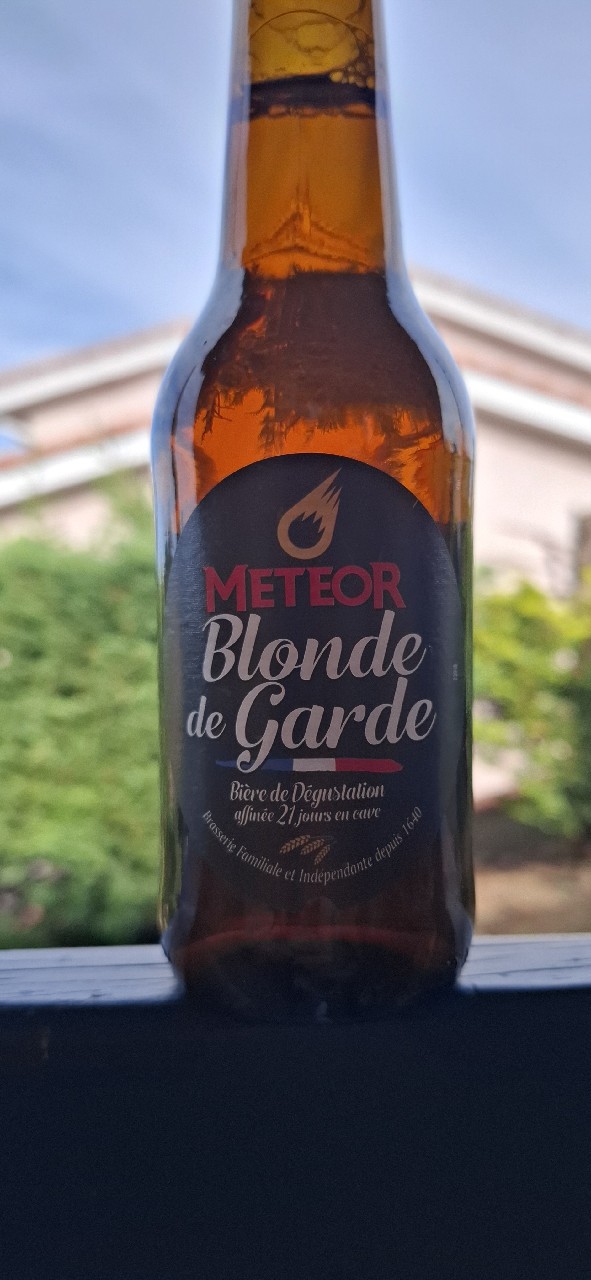 METEOR
Blonde
de Garde
Bière de Dégustation
affinée 21 jours en cave
Brasserie Familiale et Indépendante depuis 1640